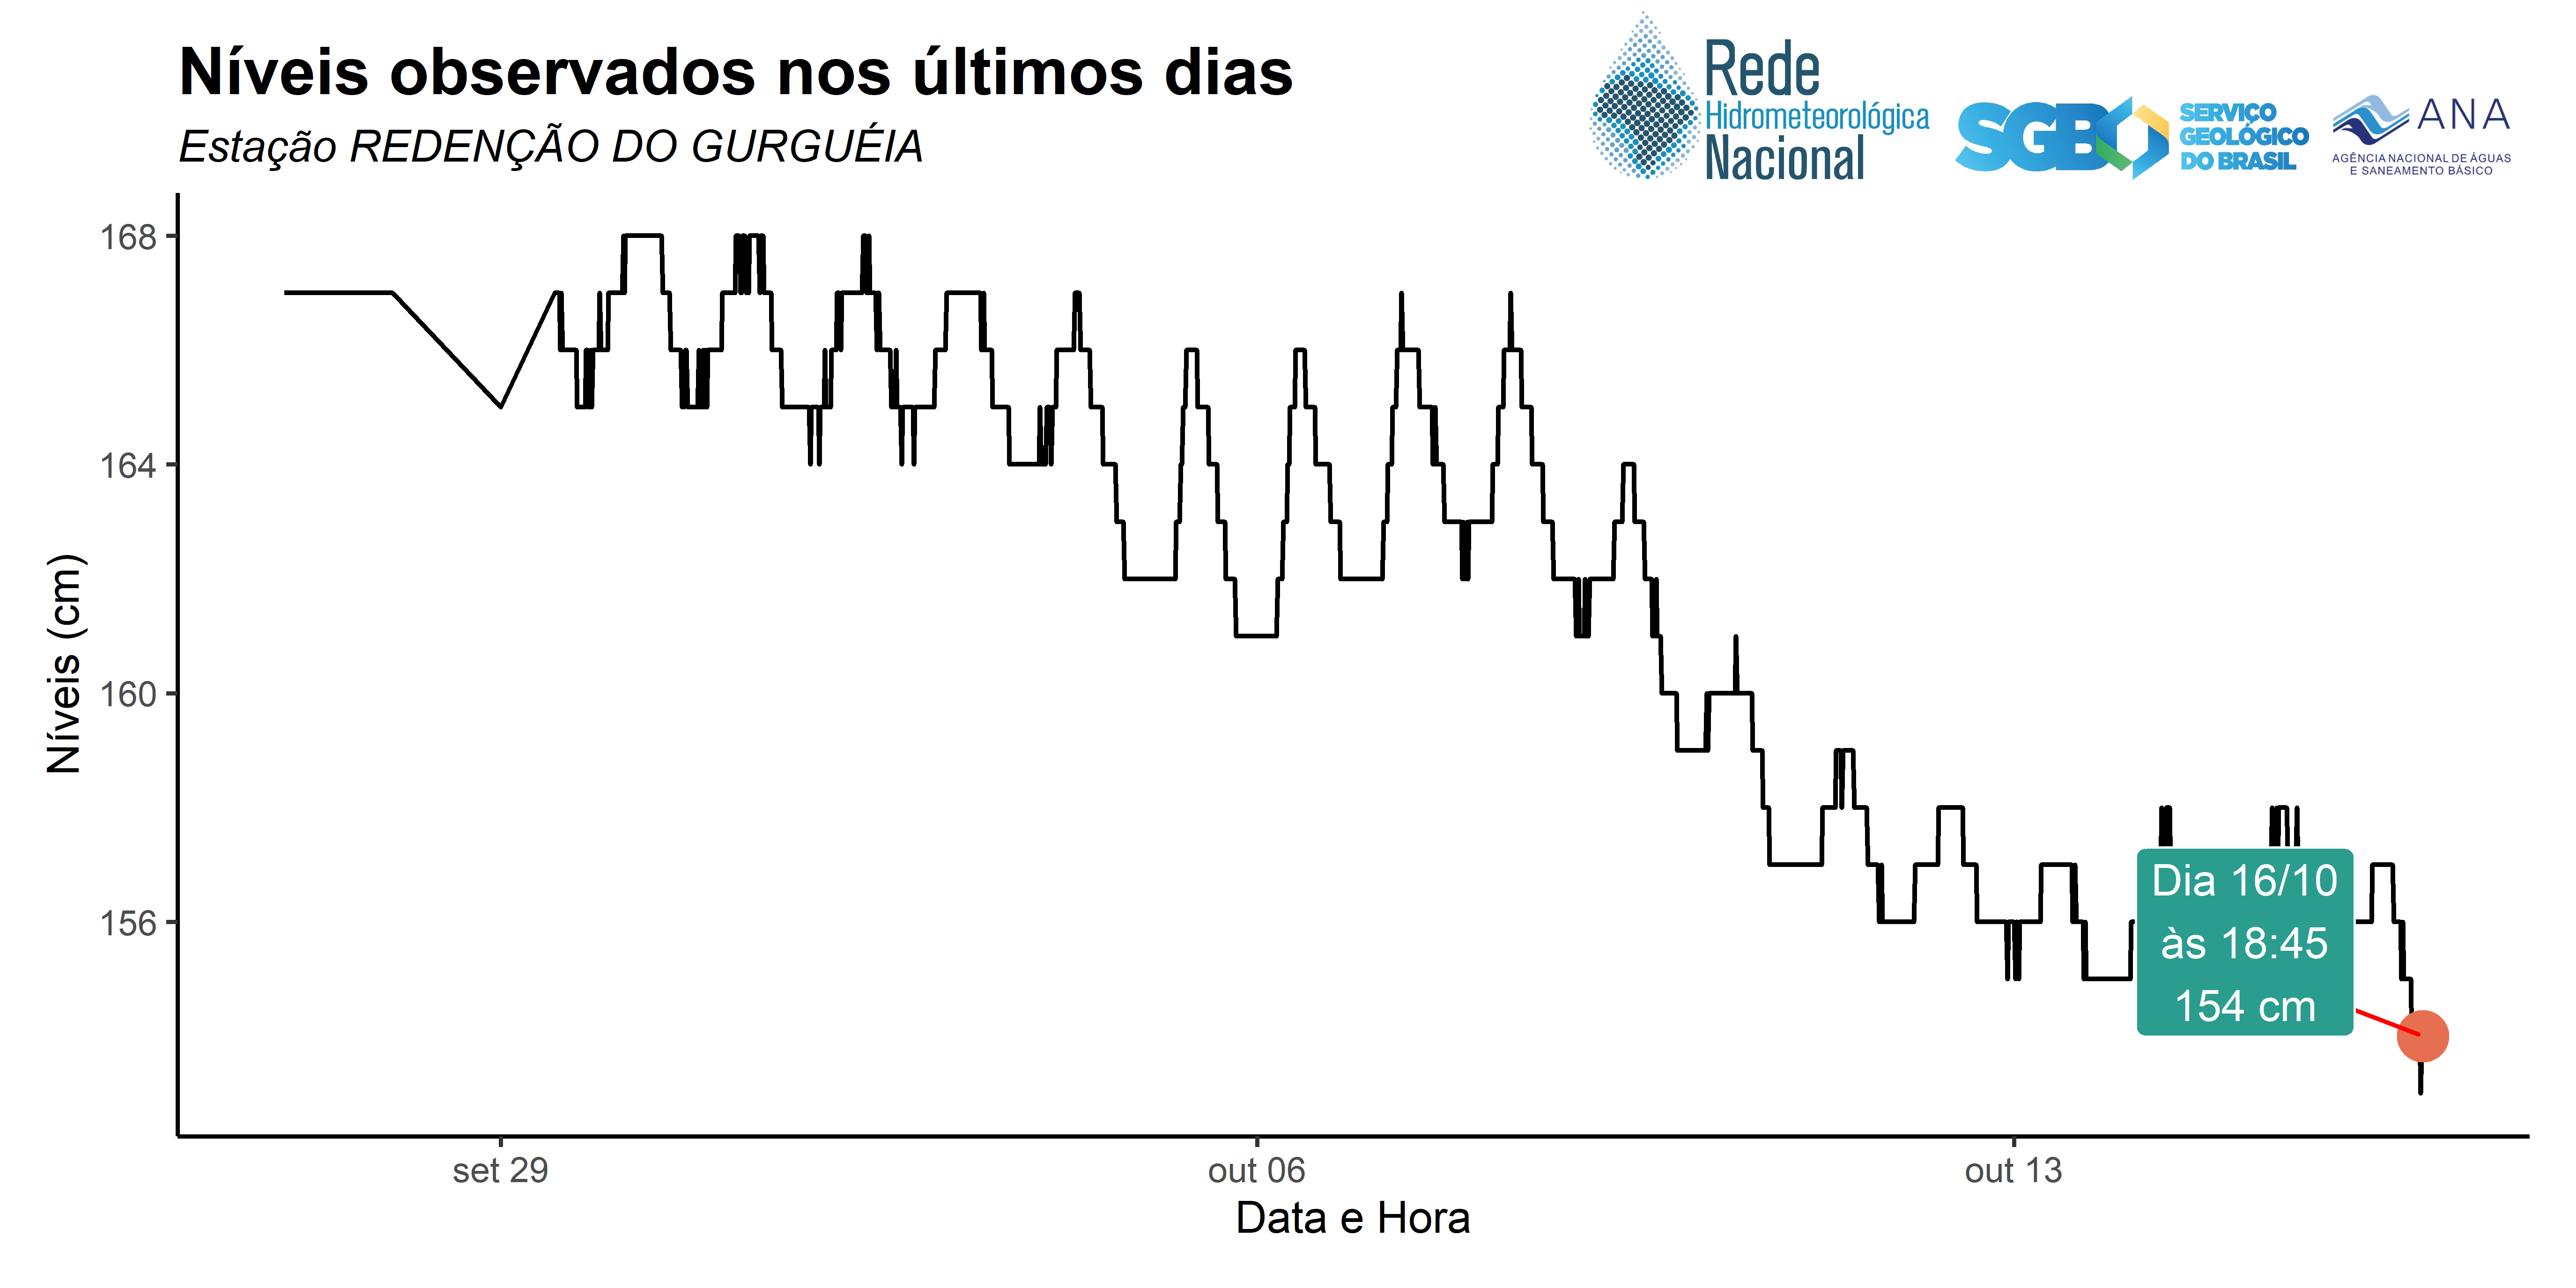 Níveis observados nos últimos dias
Estação REDENÇÃO DO GURGUÉIA
Rede
Hidrometeorológica
Nacional
SGB
SERVIÇO
GEOLÓGICO
DO BRASIL
ANA
AGÊNCIA NACIONAL DE ÁGUAS
E SANEAMENTO BÁSICO
Níveis (cm)
168
164
160
156
Dia 16/10
às 18:45
154 cm
set 29
out 06
out 13
Data e Hora